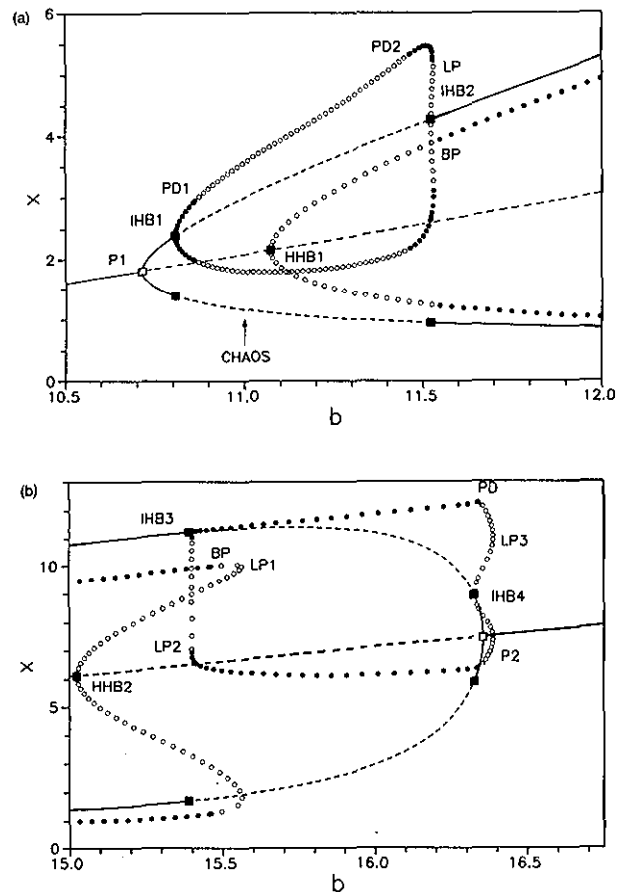 (a)
6
PD2
LP
IHB2
4
BP
X
PD1
IHB1
2
P1
HHB1
CHAOS
0
10.5 11.0 11.5 12.0
b
(b)
PD
IHB3
LP3
BP LP1
10
IHB4
X
LP2
P2
HHB2
5
0
15.0 15.5 16.0 16.5
b